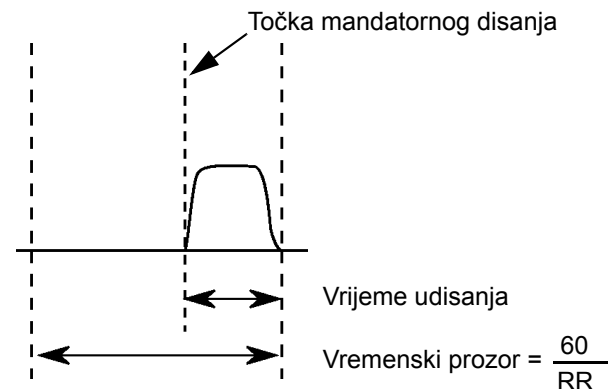 Točka mandatornog disanja
Vrijeme udisanja
Vremenski prozor = 60
RR